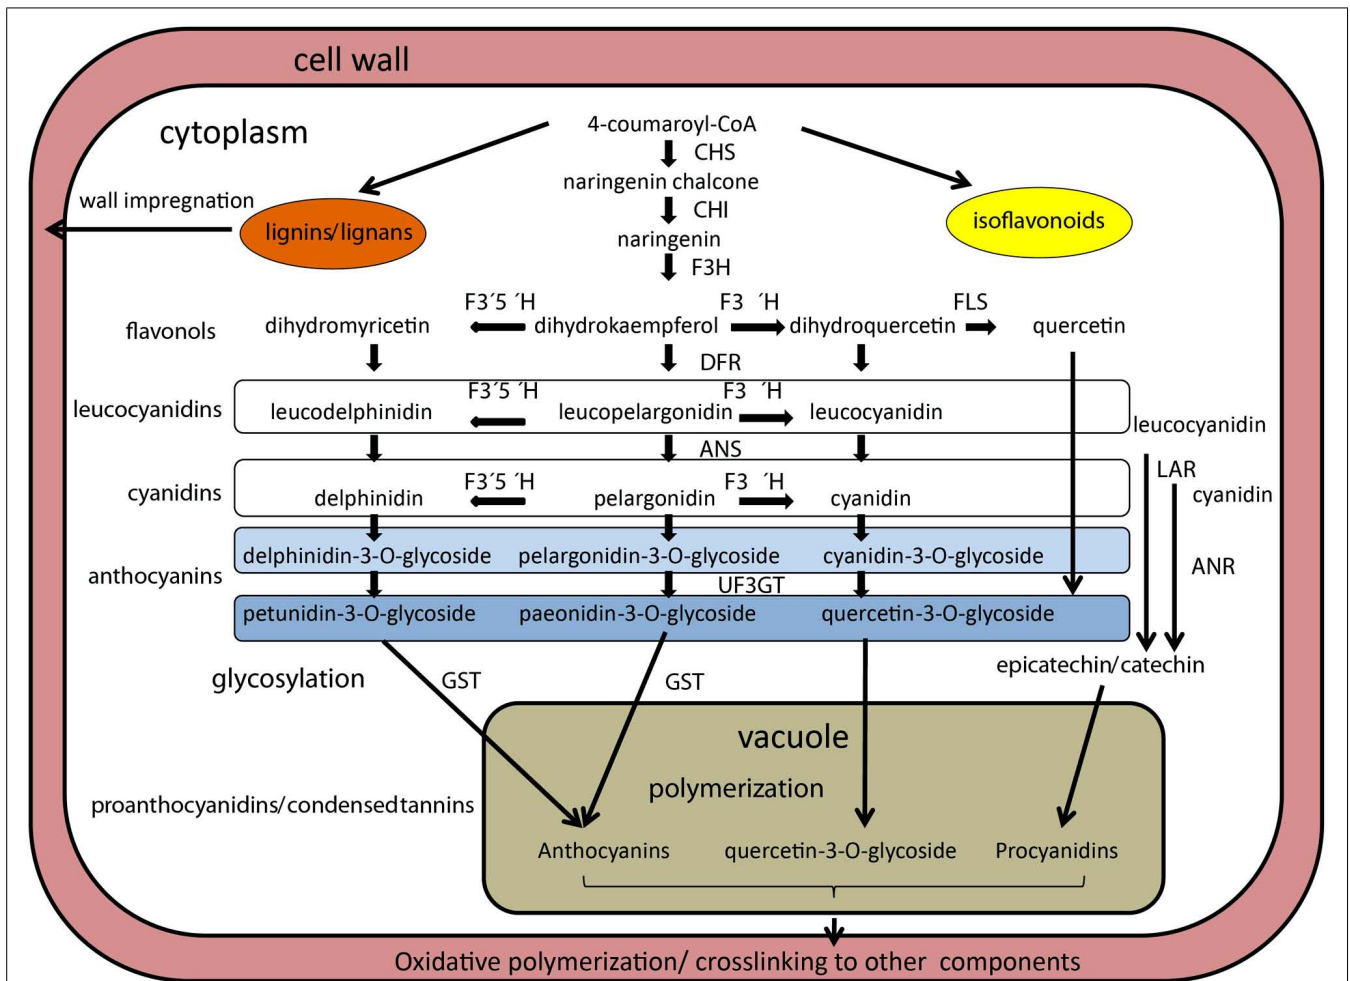 cell wall
cytoplasm
4-coumaroyl-CoA
CHS
naringenin chalcone
wall impregnation
CHI
lignins/lignans
isoflavonoids
naringenin
F3H
F3´5 ´H
F3 ´H
FLS
flavonols
dihydromyricetin
dihydrokaempferol
dihydroquercetin
quercetin
DFR
F3´5 ´H
F3 ´H
leucocyanidins
leucodelphinidin
leucopelargonidin
leucocyanidin
leucocyanidin
ANS
LAR
F3´5 ´H
F3 ´H
cyanidins
delphinidin
pelargonidin
cyanidin
cyanidin
delphinidin-3-O-glycoside
pelargonidin-3-O-glycoside
cyanidin-3-O-glycoside
anthocyanins
UF3GT
ANR
petunidin-3-O-glycoside
paeonidin-3-O-glycoside
quercetin-3-O-glycoside
epicatechin/catechin
glycosylation
GST
GST
vacuole
polymerization
proanthocyanidins/condensedtannins
Anthocyanins
quercetin-3-O-glycoside
Procyanidins
Oxidative polymerization/ crosslinking to other components